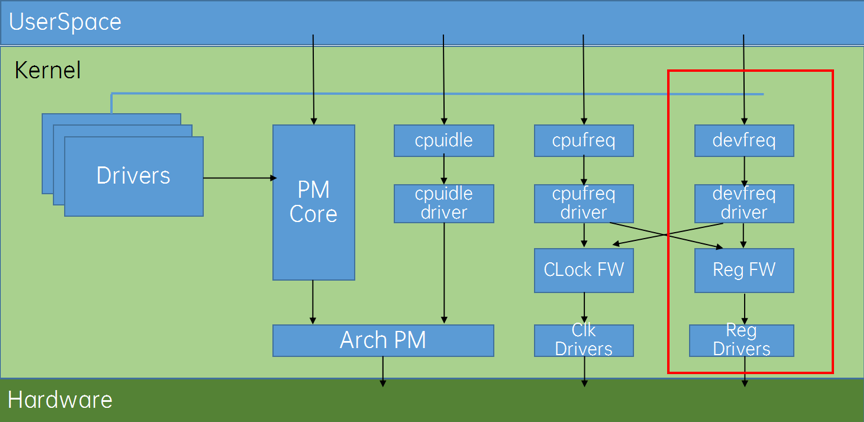 UserSpace
Kernel
Drivers
PM
Core
cpuidle
cpuidle
driver
cpufreq
cpufreq
driver
devfreq
devfreq
driver
CLock FW
Reg FW
Arch PM
Clk
Drivers
Reg
Drivers
Hardware